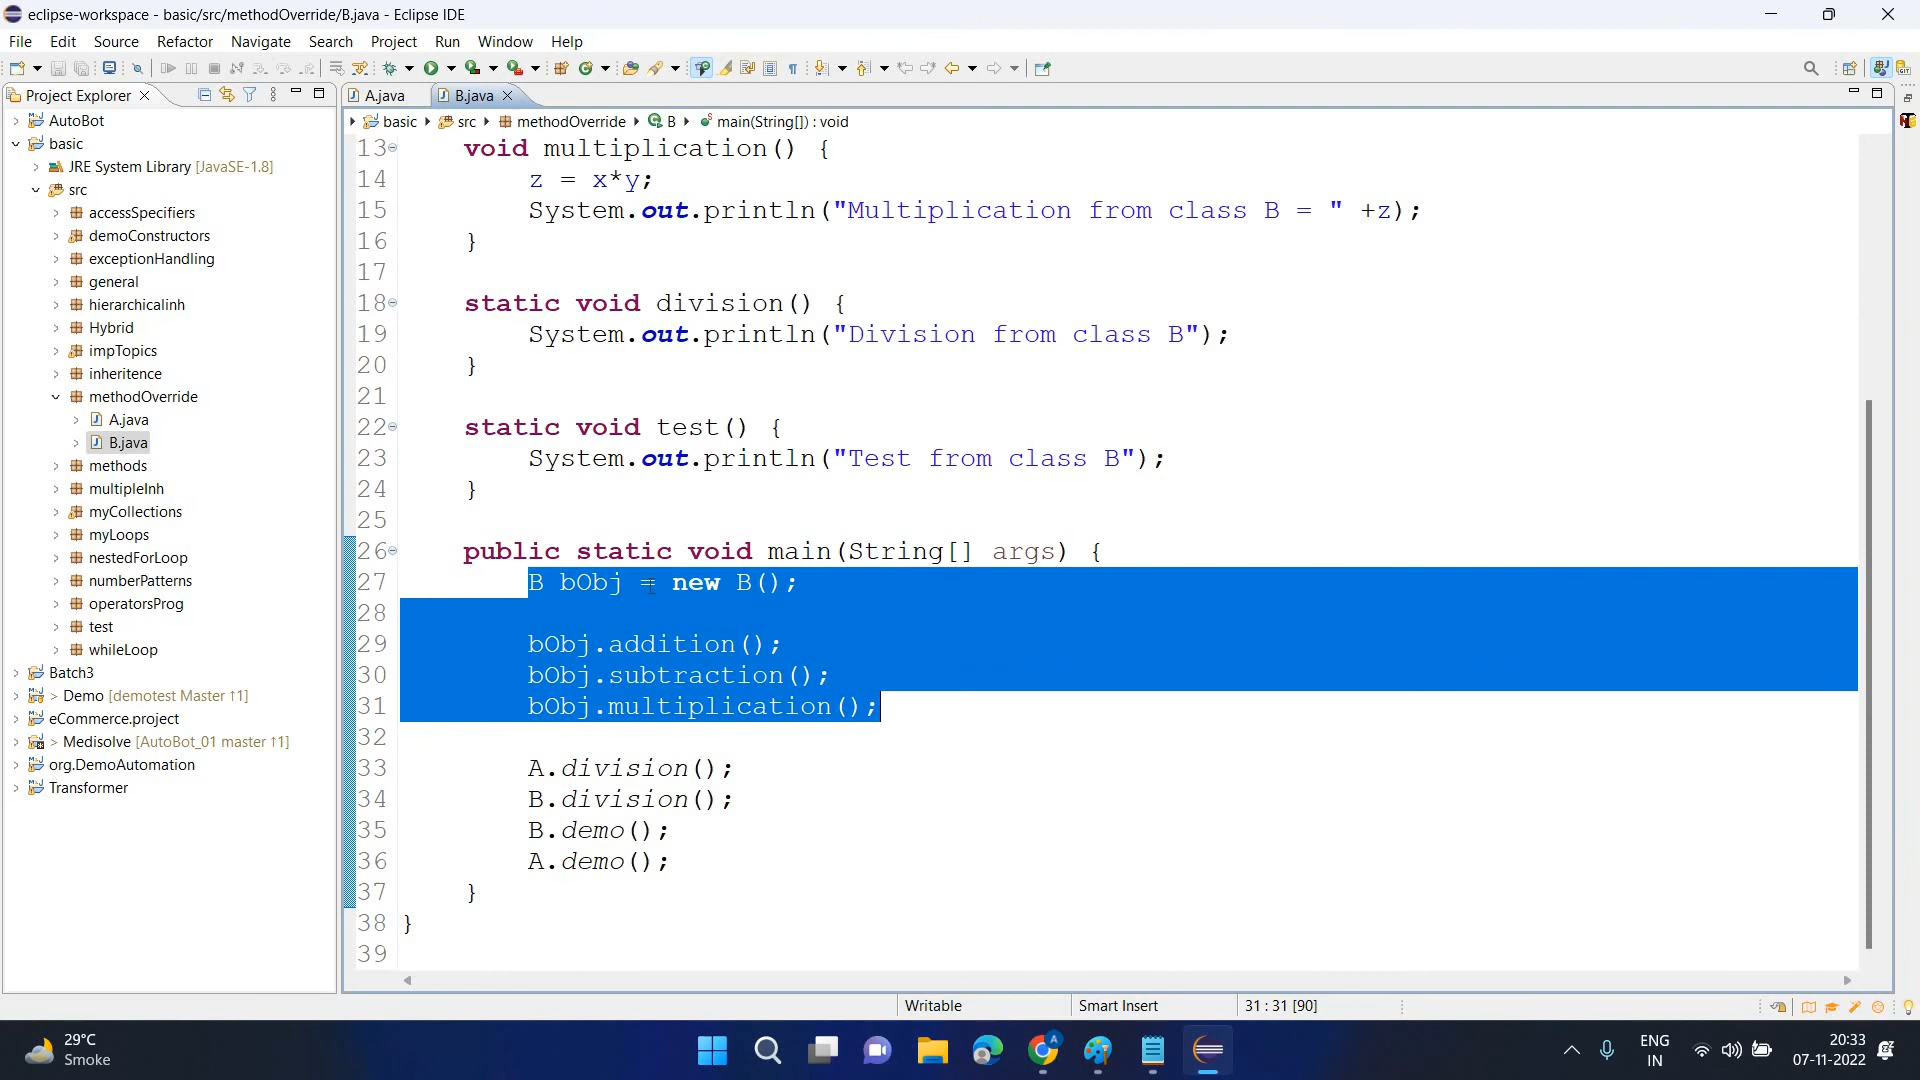 eclipse-workspace - basic/src/methodOverride/B.java - Eclipse IDE
File Edit Source Refactor Navigate Search Project Run Window Help
Project Explorer
A.java B.java
AutoBot
basic
JRE System Library [JavaSE-1.8]
src
accessSpecifiers
demoConstructors
exceptionHandling
general
hierarchicalinh
Hybrid
impTopics
inheritence
methodOverride
A.java
B.java
methods
multipleInh
myCollections
myLoops
nestedForLoop
numberPatterns
operatorsProg
test
whileLoop
Batch3
> Demo [demotest Master ↑1]
eCommerce.project
> Medisolve [AutoBot_01 master ↑1]
org.DemoAutomation
Transformer
basic src methodOverride B main(String[]) : void
13 void multiplication() {
14 z = x*y;
15 System.out.println("Multiplication from class B = " +z);
16 }
17
18 static void division() {
19 System.out.println("Division from class B");
20 }
21
22 static void test() {
23 System.out.println("Test from class B");
24 }
25
26 public static void main(String[] args) {
27 B bObj = new B();
28
29 bObj.addition();
30 bObj.subtraction();
31 bObj.multiplication();
32
33 A.division();
34 B.division();
35 B.demo();
36 A.demo();
37 }
38 }
39
Writable Smart Insert 31 : 31 [90]
29°C
Smoke
ENG
IN
20:33
07-11-2022